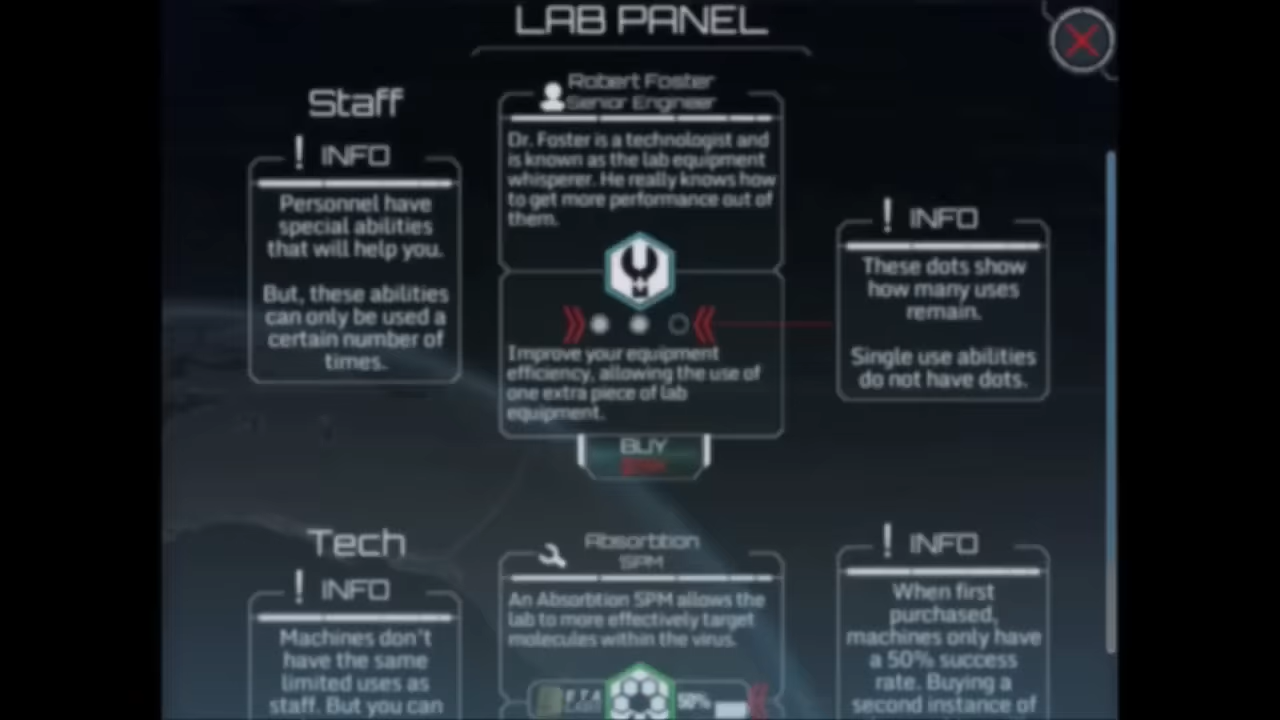 LAB PANEL
Staff
! INFO
Personnel have
special abilities
that will help you.
But, these abilities
can only be used a
certain number of
times.
Robert Foster
Senior Engineer
Dr. Foster is a technologist and
is known as the lab equipment
whisperer. He really knows how
to get more performance out of
them.
Improve your equipment
efficiency, allowing the use of
one extra piece of lab
equipment.
BUY
! INFO
These dots show
how many uses
remain.
Single use abilities
do not have dots.
Tech
! INFO
Machines don't
have the same
limited uses as
staff. But you can
Absorbtion
SPM
An Absorbtion SPM allows the
lab to more effectively target
molecules within the virus.
50%
! INFO
When first
purchased,
machines only have
a 50% success
rate. Buying a
second instance of